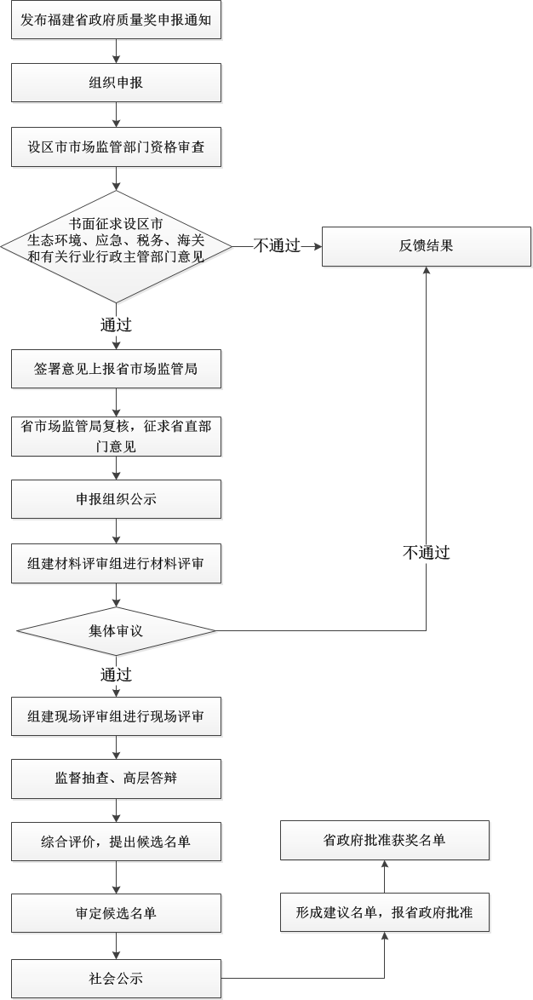 发布福建省政府质量奖申报通知
组织申报
设区市市场监管部门资格审查
书面征求设区市
生态环境、应急、税务、海关
和有关行业行政主管部门意见
不通过
反馈结果
通过
签署意见上报省市场监管局
省市场监管局复核，征求省直部
门意见
申报组织公示
组建材料评审组进行材料评审
不通过
集体审议
通过
组建现场评审组进行现场评审
监督抽查、高层答辩
综合评价，提出候选名单
审定候选名单
社会公示
形成建议名单，报省政府批准
省政府批准获奖名单